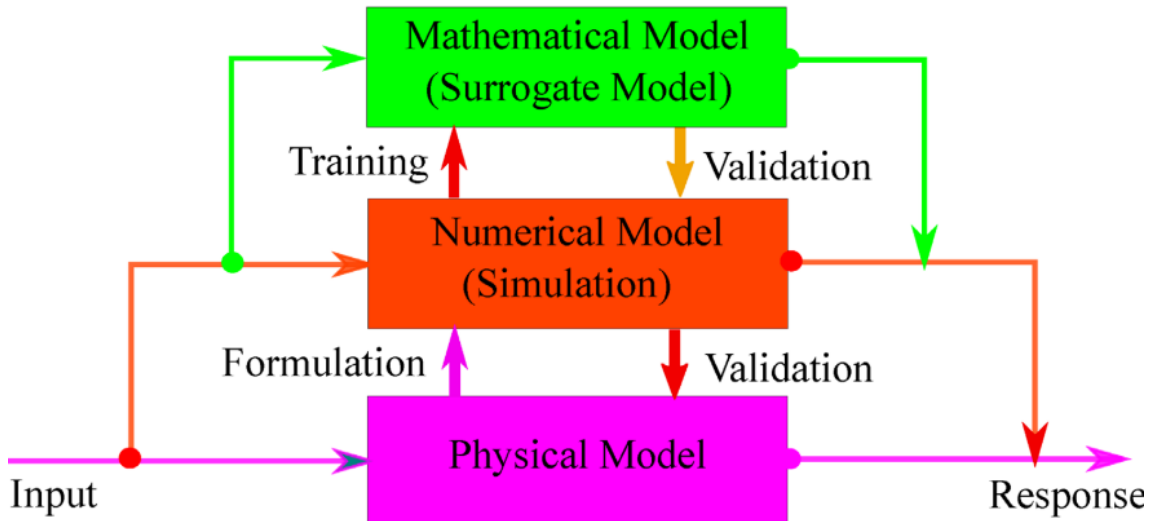 Mathematical Model
(Surrogate Model)
Training
Validation
Numerical Model
(Simulation)
Formulation
Validation
Physical Model
Input
Response